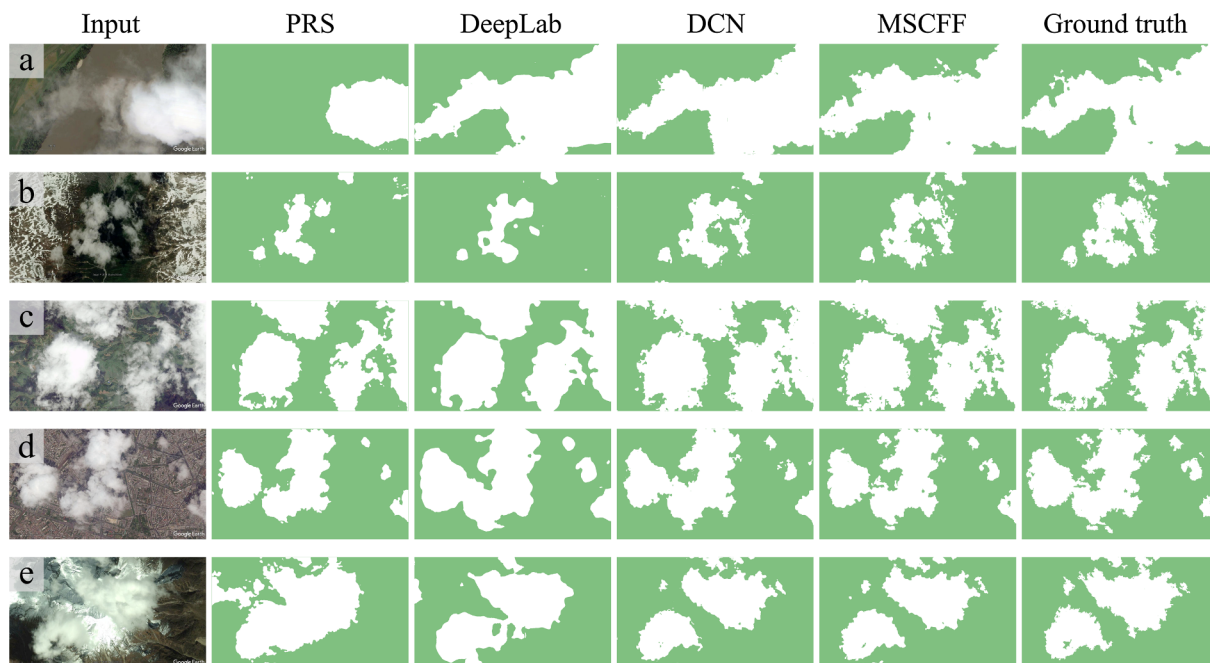 Input PRS DeepLab DCN MSCFF Ground truth
a
Google Earth
b
c
Google Earth
d
Google Earth
e
Google Earth